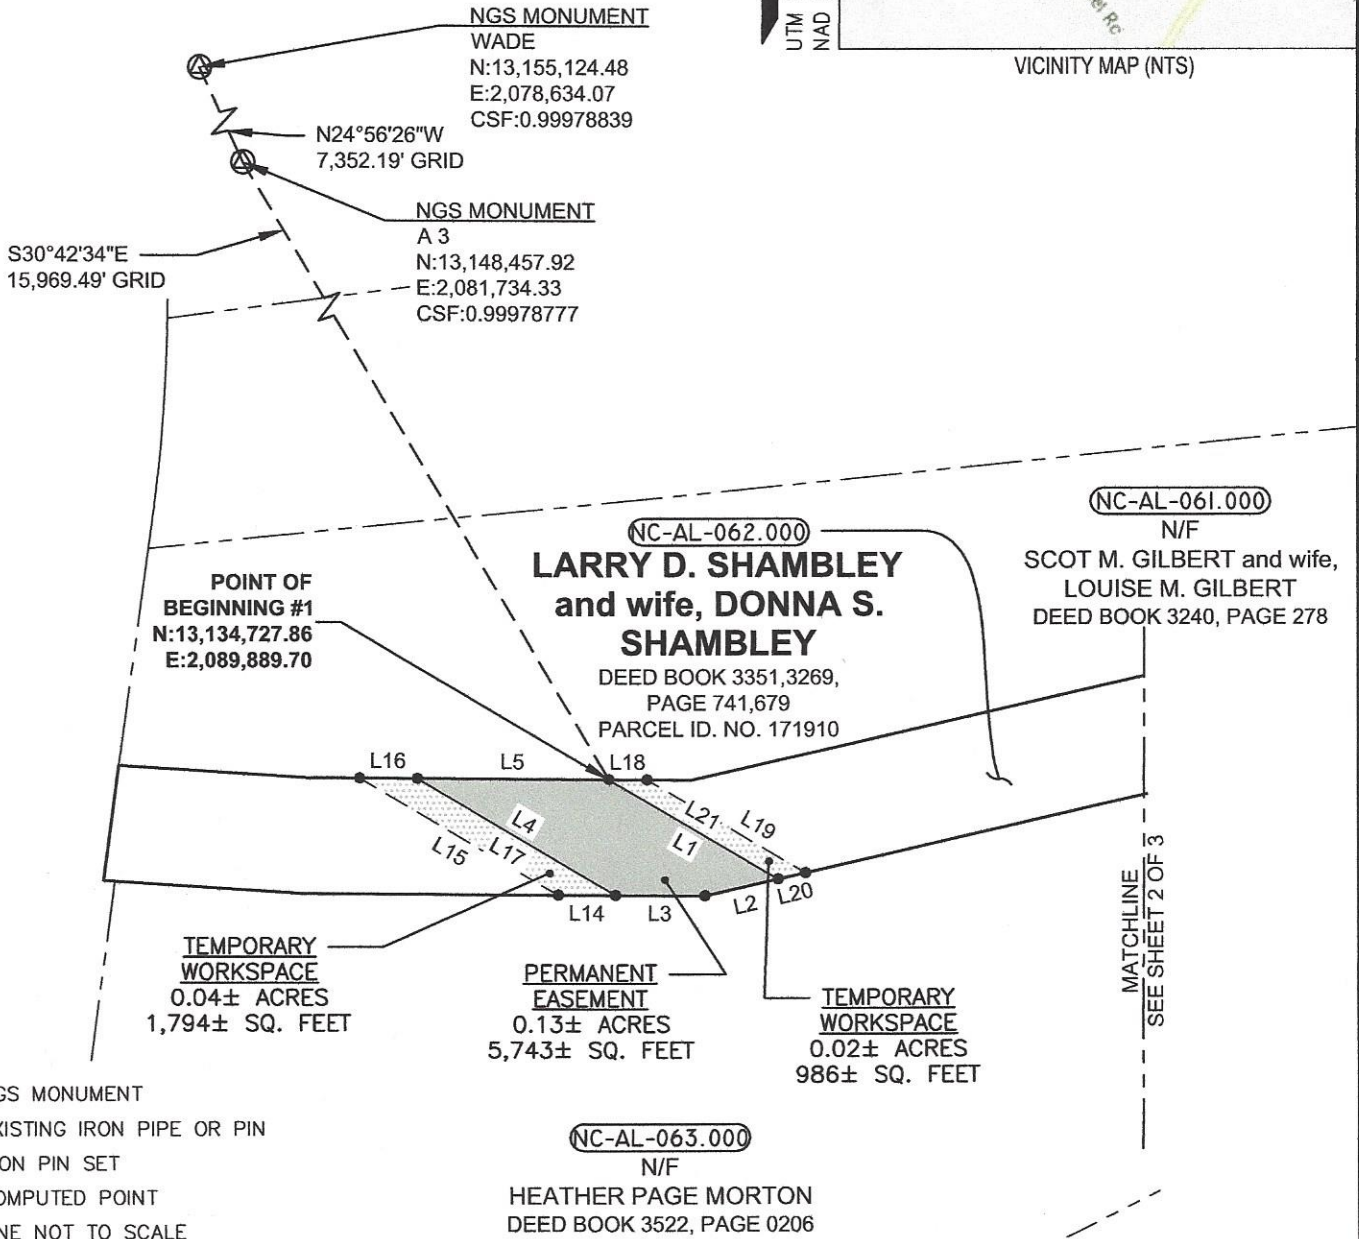 NGS MONUMENT
WADE
N:13,155,124.48
E:2,078,634.07
CSF:0.99978839
UTM
NAD
VICINITY MAP (NTS)
N24°56'26"W
7,352.19' GRID
NGS MONUMENT
A 3
N:13,148,457.92
E:2,081,734.33
CSF:0.99978777
S30°42'34"E
15,969.49' GRID
NC-AL-062.000
LARRY D. SHAMBLEY
and wife, DONNA S.
SHAMBLEY
DEED BOOK 3351,3269,
PAGE 741,679
PARCEL ID. NO. 171910
NC-AL-061.000
N/F
SCOT M. GILBERT and wife,
LOUISE M. GILBERT
DEED BOOK 3240, PAGE 278
POINT OF
BEGINNING #1
N:13,134,727.86
E:2,089,889.70
L16
L5
L18
L4
L21
L19
L15
L17
L1
L14
L3
L2
L20
TEMPORARY
WORKSPACE
0.04± ACRES
1,794± SQ. FEET
PERMANENT
EASEMENT
0.13± ACRES
5,743± SQ. FEET
TEMPORARY
WORKSPACE
0.02± ACRES
986± SQ. FEET
MATCHLINE
SEE SHEET 2 OF 3
GS MONUMENT
XISTING IRON PIPE OR PIN
ON PIN SET
OMPUTED POINT
NE NOT TO SCALE
NC-AL-063.000
N/F
HEATHER PAGE MORTON
DEED BOOK 3522, PAGE 0206